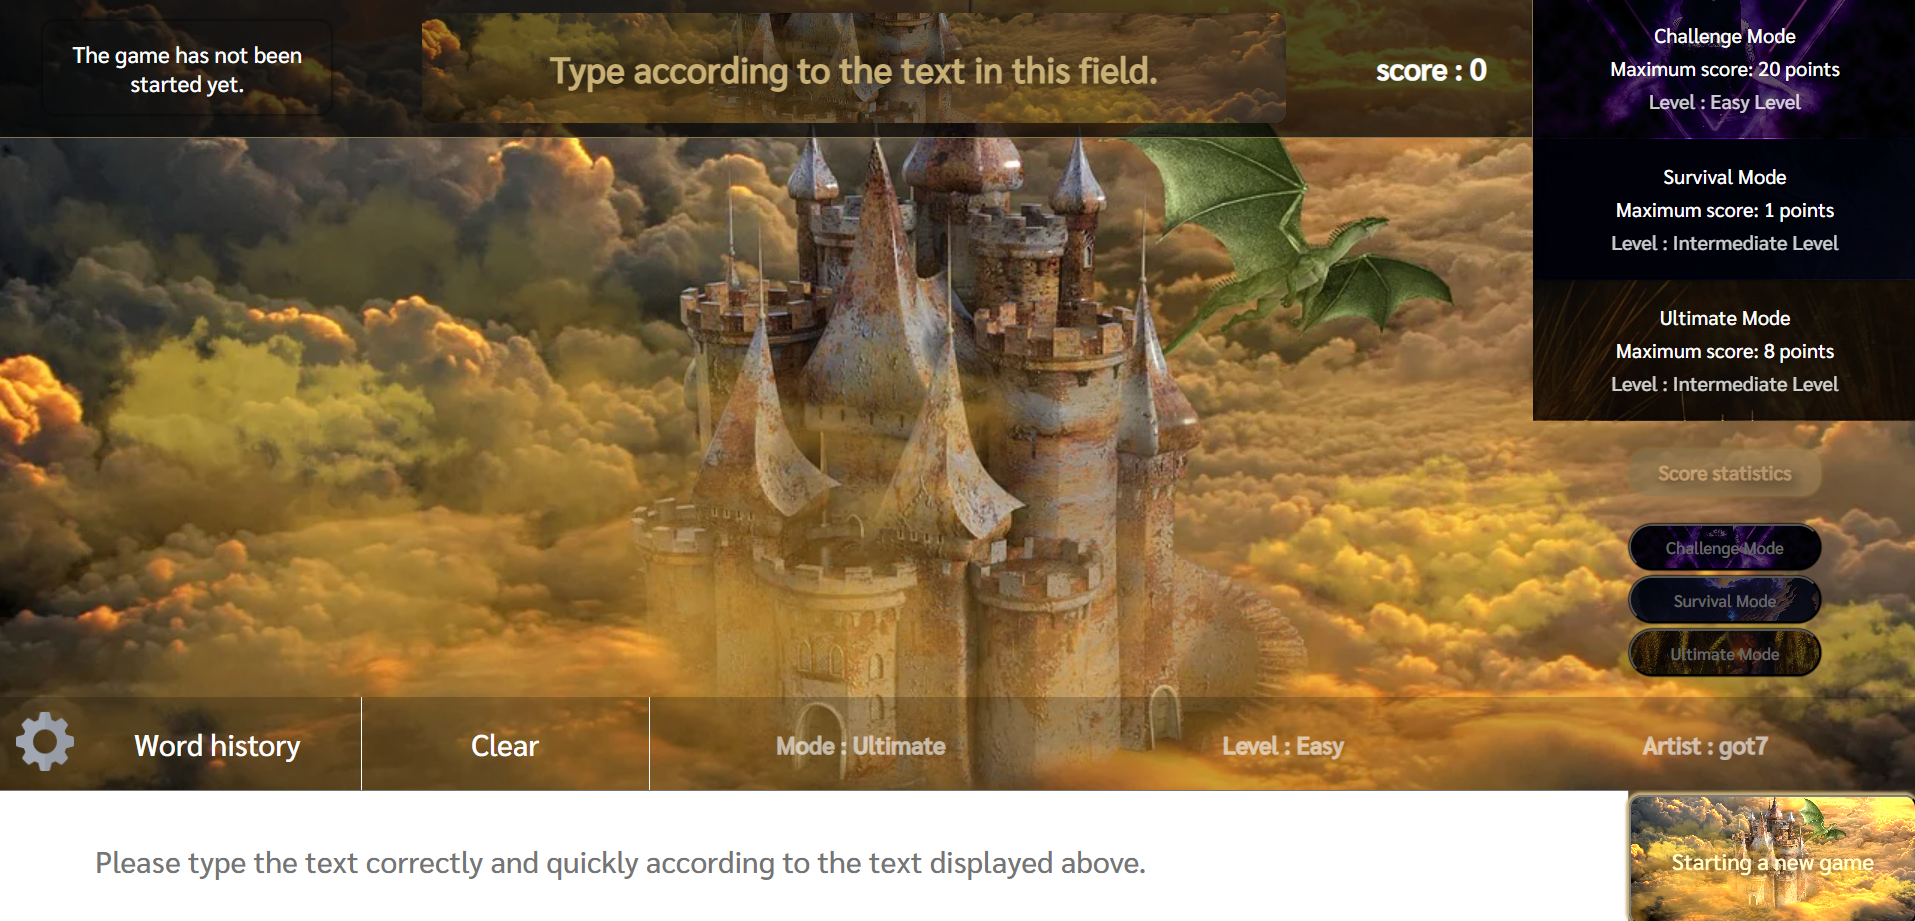 The game has not been
started yet.
Type according to the text in this field.
score : 0
Challenge Mode
Maximum score: 20 points
Level : Easy Level
Survival Mode
Maximum score: 1 points
Level : Intermediate Level
Ultimate Mode
Maximum score: 8 points
Level : Intermediate Level
Score statistics
Challenge Mode
Survival Mode
Ultimate Mode
Word history
Clear
Mode : Ultimate
Level : Easy
Artist : got7
Please type the text correctly and quickly according to the text displayed above.
Starting a new game